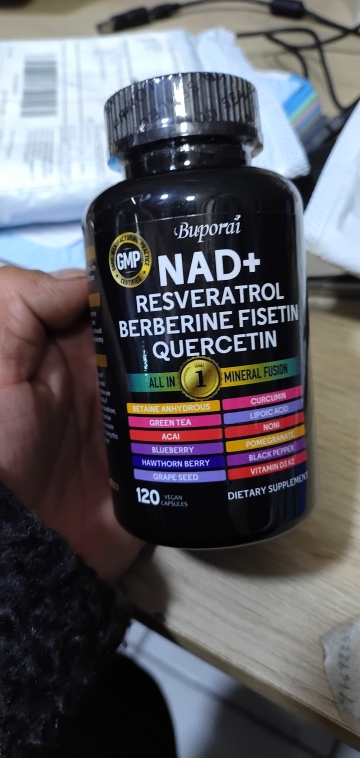 Buporai
GMP
CERTIFIED
NAD+
RESVERATROL
BERBERINE FISETIN
QUERCETIN
ALL IN 1 MINERAL FUSION
BETAINE ANHYDROUS
CURCUMIN
GREEN TEA
LIPOIC ACID
ACAI
NONI
BLUEBERRY
POMEGRANATE
HAWTHORN BERRY
BLACK PEPPER
GRAPE SEED
VITAMIN D3 K2
120 VEGAN
CAPSULES
DIETARY SUPPLEMENT